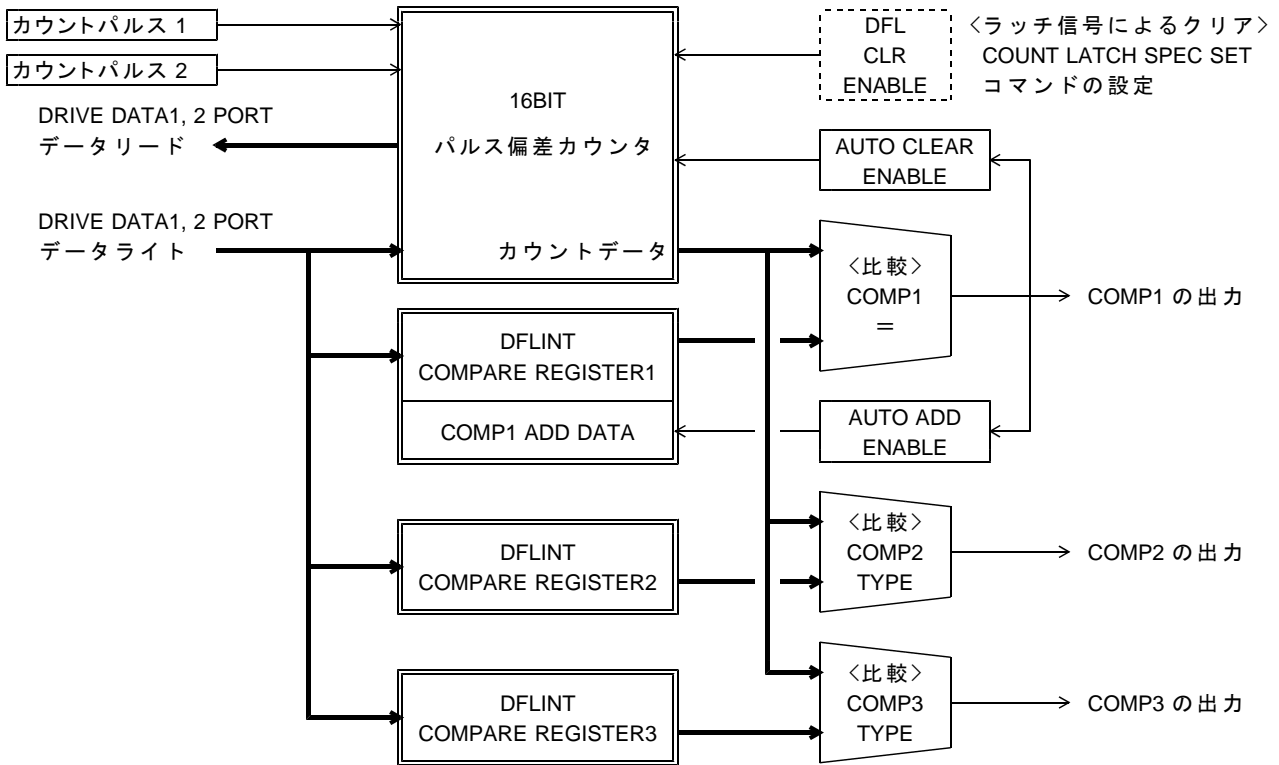 カウントパルス 1
カウントパルス 2
DRIVE DATA1, 2 PORT
データリード
DRIVE DATA1, 2 PORT
データライト
16BIT
パルス偏差カウンタ
カウントデータ
DFL
CLR
ENABLE
<ラッチ信号によるクリア>
COUNT LATCH SPEC SET
コマンドの設定
AUTO CLEAR
ENABLE
<比較>
COMP1
=
COMP1 の出力
DFLINT
COMPARE REGISTER1
COMP1 ADD DATA
AUTO ADD
ENABLE
DFLINT
COMPARE REGISTER2
<比較>
COMP2
TYPE
COMP2 の出力
DFLINT
COMPARE REGISTER3
<比較>
COMP3
TYPE
COMP3 の出力